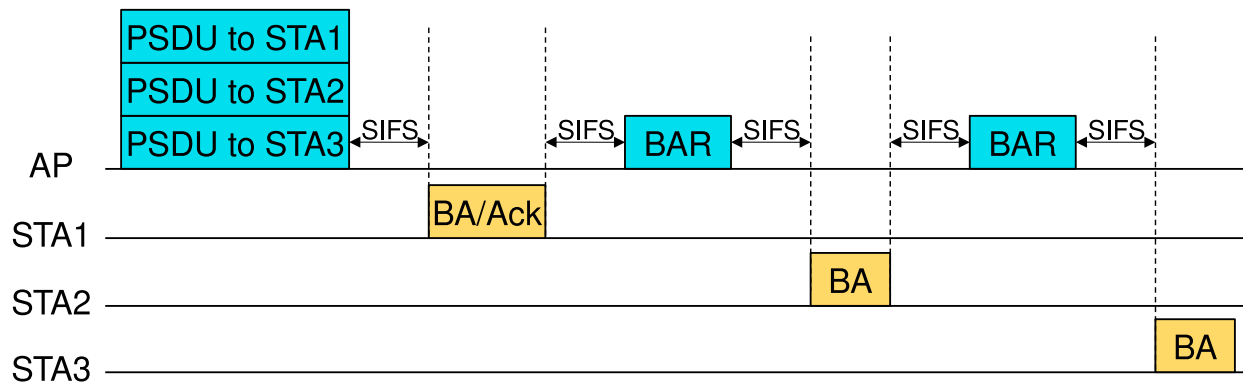 PSDU to STA1
PSDU to STA2
PSDU to STA3
SIFS
SIFS
BAR
SIFS
SIFS
BAR
SIFS
AP
BA/Ack
STA1
BA
STA2
BA
STA3